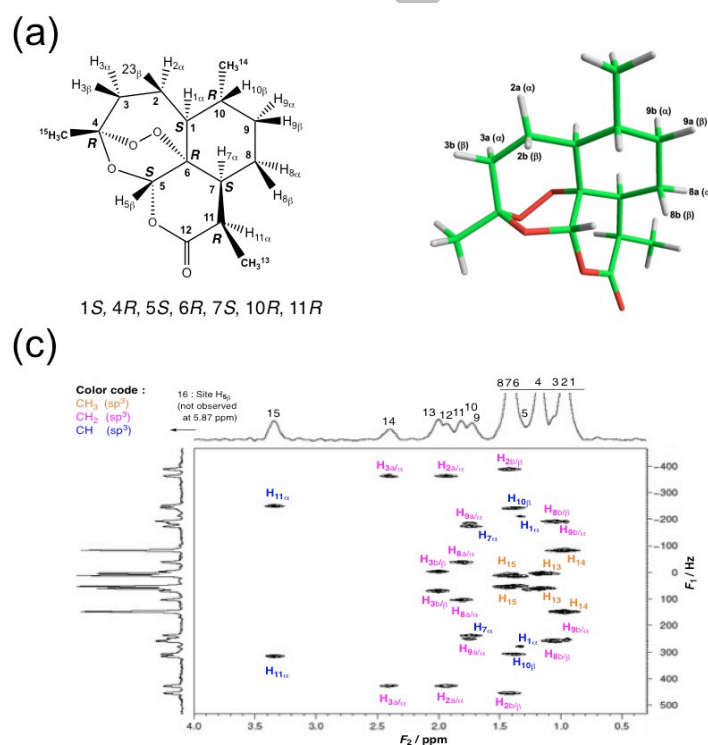 (a)
H3α
23β
H2α
CH3 14
H3β
3
2
H1α
R
H10β
10
H9α
15H3C
4
1
S
9
H9β
R
O
O
H7α
8
O
S
R
H8α
5
6
7
S
H8β
H5β
O
11
12
H11α
R
O
CH3 13
1S, 4R, 5S, 6R, 7S, 10R, 11R
2a (α)
9b (α)
3a (α)
9a (β)
3b (β)
2b (β)
8a (α
8b (β)
(c)
Color code :
CH3 (sp3)
CH2 (sp3)
CH (sp3)
16 : Site H5β
(not observed
at 5.87 ppm)
15 14 13 12 11 10 9 8 7 6 5 4 3 2 1
H3a/α H2a/α H2b/β
H11α H10β
H9a/α H1α H8b/β
H7α H9b/α
H8a/α
H3b/β H15 H13 H14
H3b/β H15 H13 H14
H8a/α
H7α H1α H9b/α
H9a/α H8b/β
H11α H10β
H3a/α H2a/α H2b/β
-400
-300
-200
-100
0
100
200
300
400
500
F1 / Hz
4.0 3.5 3.0 2.5 2.0 1.5 1.0 0.5
F2 / ppm